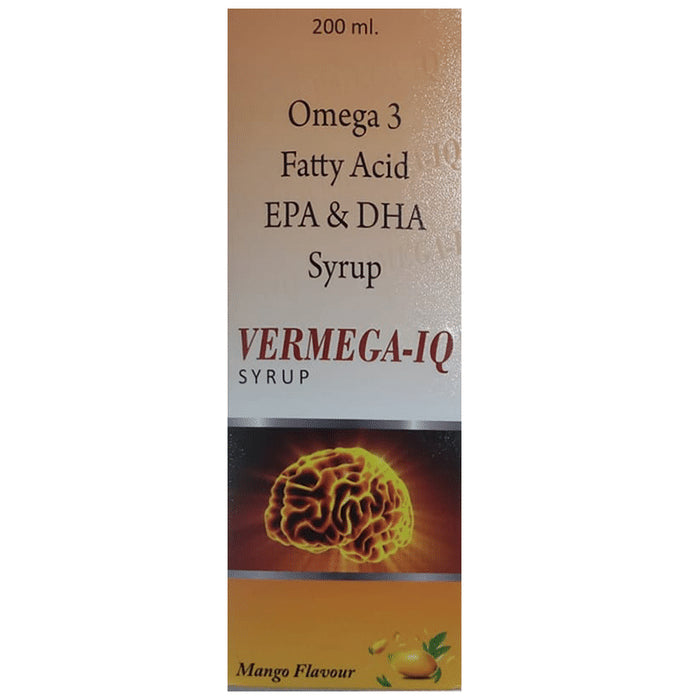 200 ml.
Omega 3
Fatty Acid
EPA & DHA
Syrup
VERMEGA-IQ
SYRUP
Mango Flavour